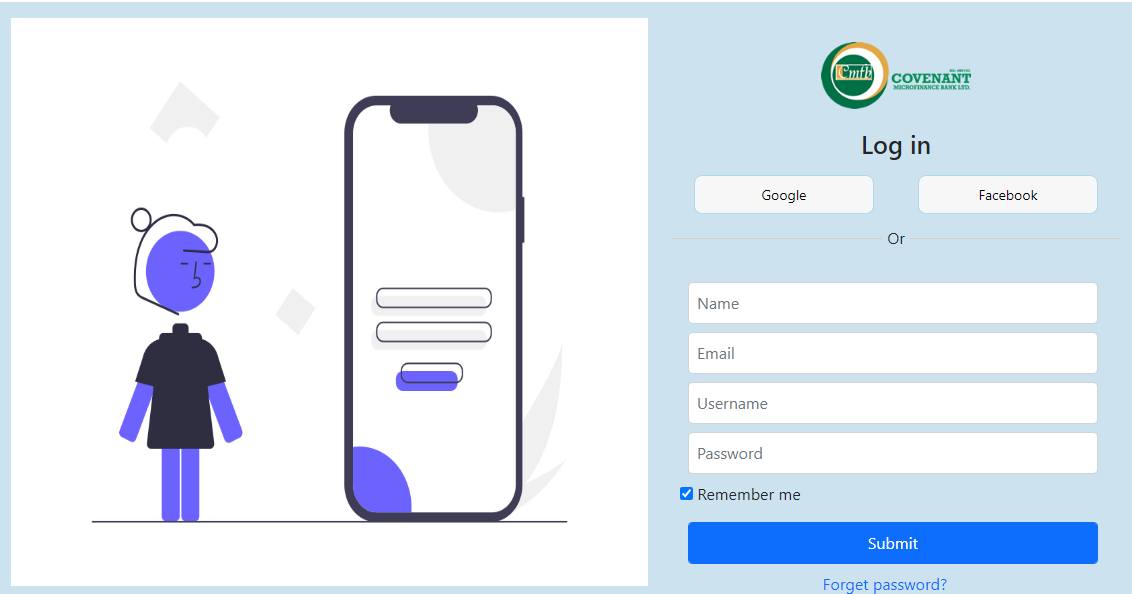 Cmfb
COVENANT
MICROFINANCE BANK LTD.
Log in
Google
Facebook
Or
Name
Email
Username
Password
Remember me
Submit
Forget password?